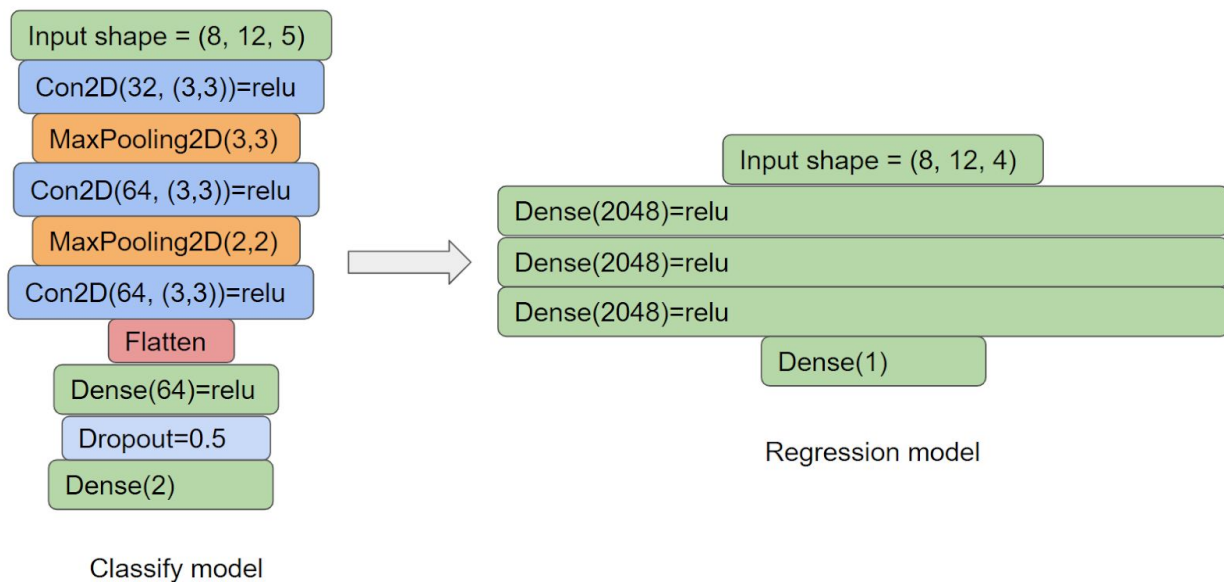 Input shape = (8, 12, 5)
Con2D(32, (3,3))=relu
MaxPooling2D(3,3)
Con2D(64, (3,3))=relu
MaxPooling2D(2,2)
Con2D(64, (3,3))=relu
Flatten
Dense(64)=relu
Dropout=0.5
Dense(2)
Classify model
Input shape = (8, 12, 4)
Dense(2048)=relu
Dense(2048)=relu
Dense(2048)=relu
Dense(1)
Regression model